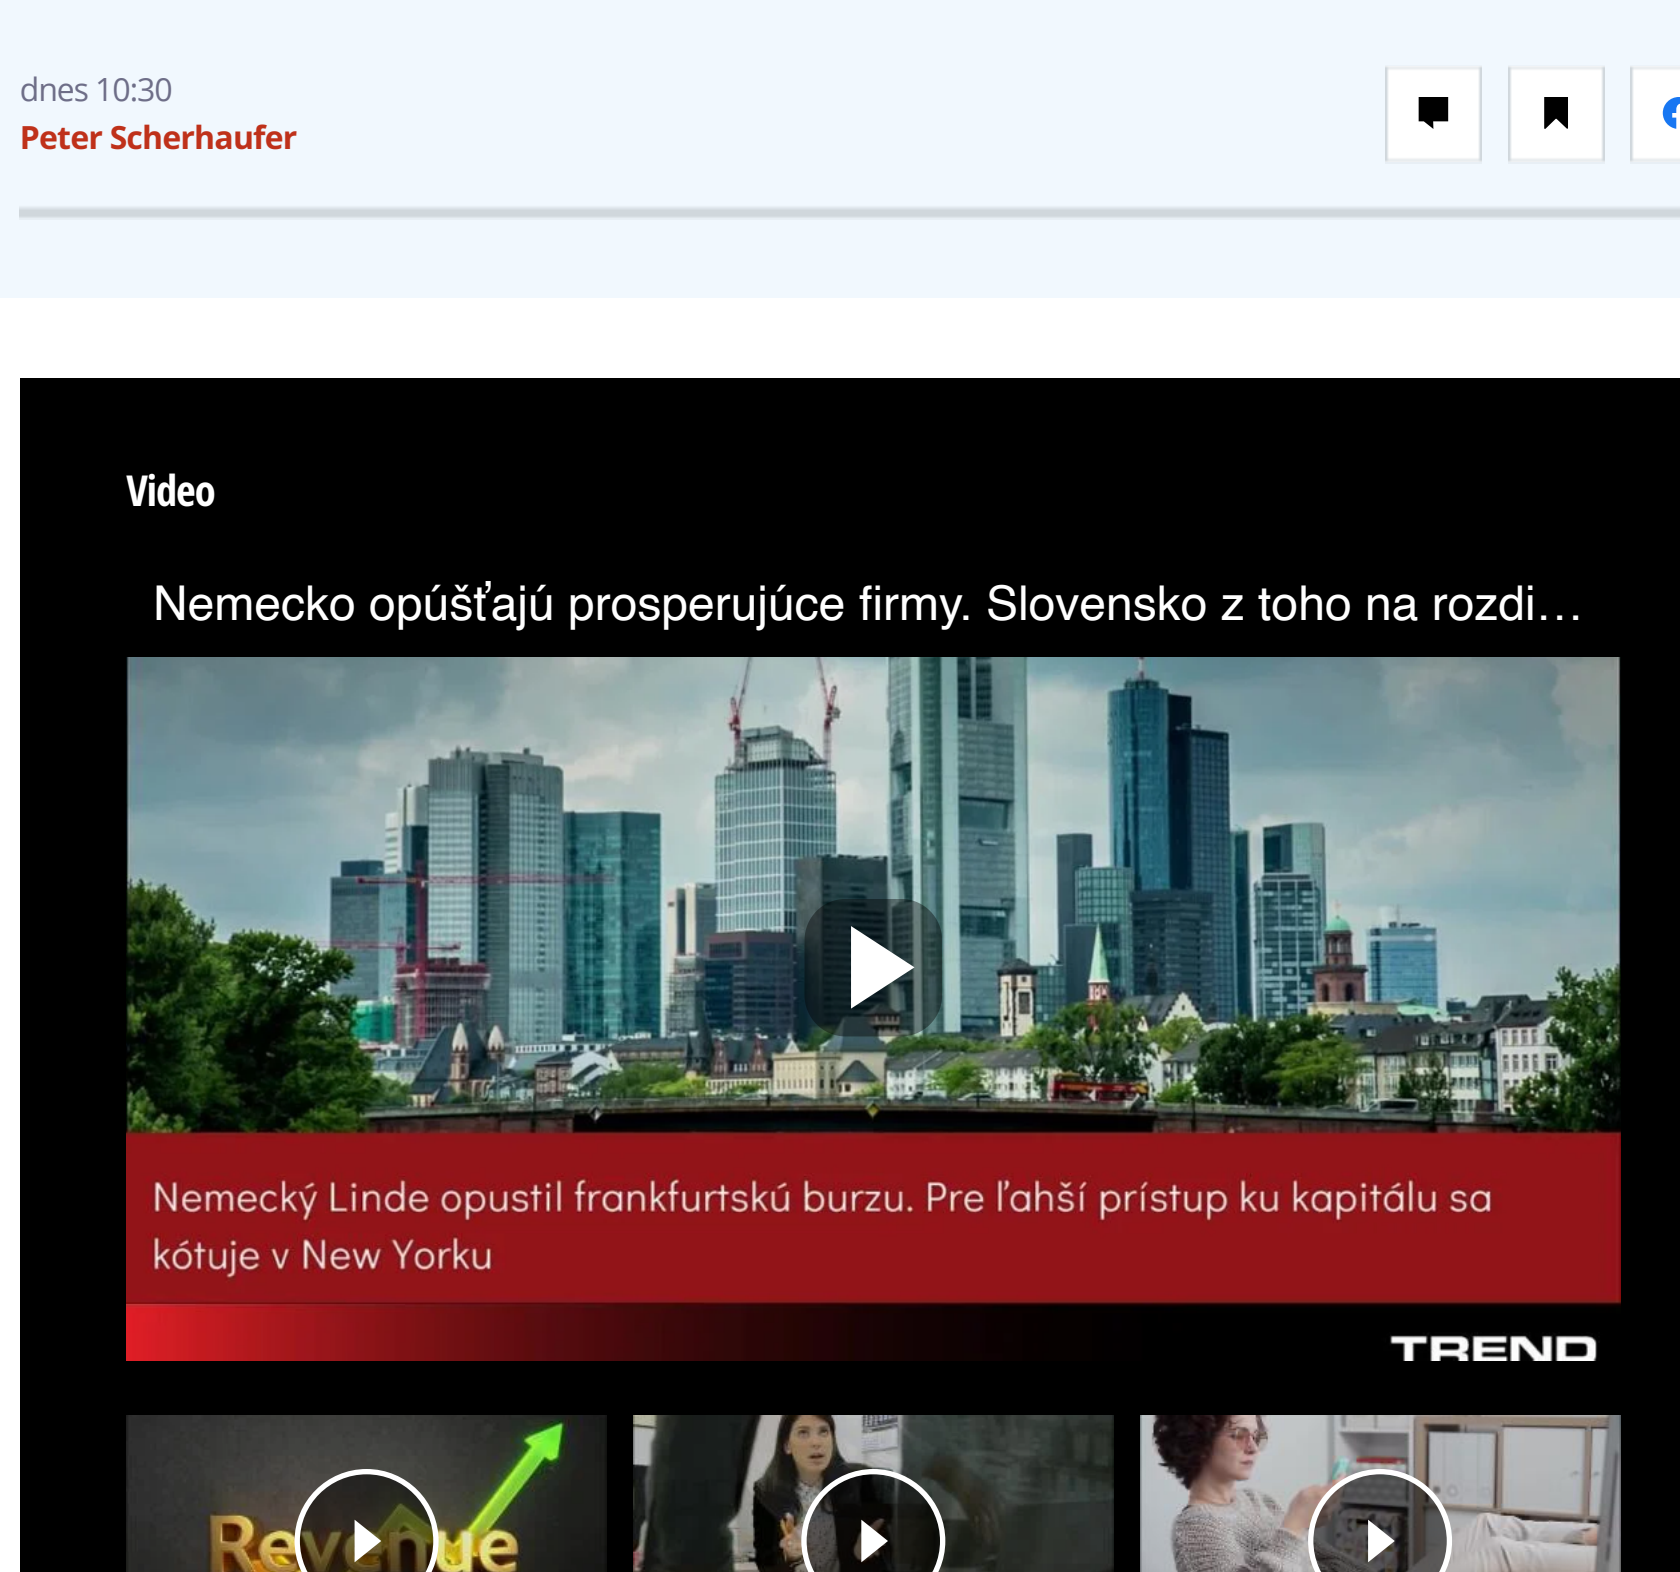 dnes 10:30
Peter Scherhaufer
Video
Nemecko opúšťajú prosperujúce firmy. Slovensko z toho na rozdi...
Nemecký Linde opustil frankfurtskú burzu. Pre ľahší prístup ku kapitálu sa
kótuje v New Yorku
TREND
Revenue